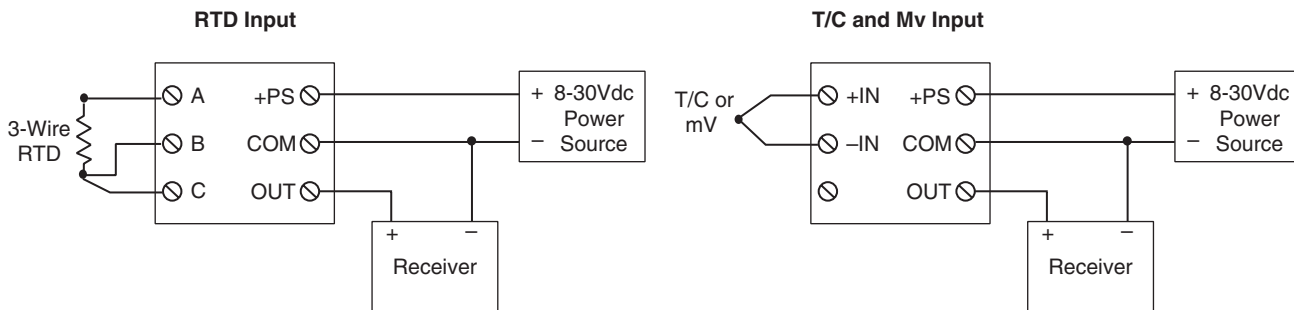 RTD Input
3-Wire
RTD
A
B
C
+PS
COM
OUT
+ 8-30Vdc
Power
– Source
+ –
Receiver
T/C and Mv Input
T/C or
mV
+IN
–IN
+PS
COM
OUT
+ 8-30Vdc
Power
– Source
+ –
Receiver